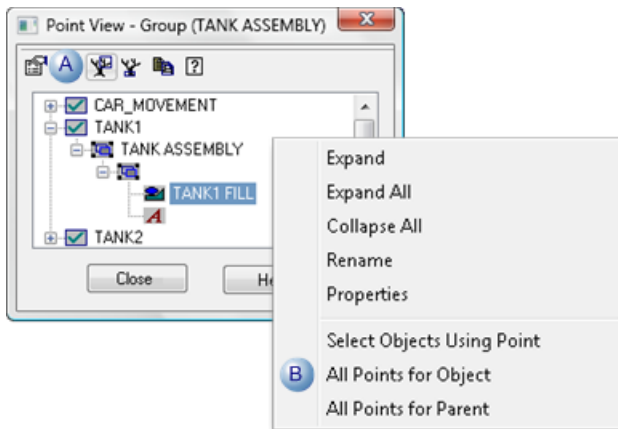 Point View - Group (TANK ASSEMBLY)
A
CAR_MOVEMENT
TANK1
TANK ASSEMBLY
TANK1 FILL
A
TANK2
Close
He
Expand
Expand All
Collapse All
Rename
Properties
Select Objects Using Point
B All Points for Object
All Points for Parent